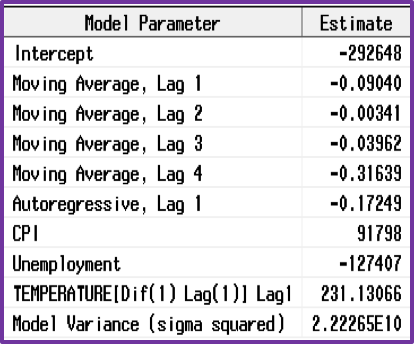 Model Parameter Estimate
Intercept -292648
Moving Average, Lag 1 -0.09040
Moving Average, Lag 2 -0.00341
Moving Average, Lag 3 -0.03962
Moving Average, Lag 4 -0.31639
Autoregressive, Lag 1 -0.17249
CPI 91798
Unemployment -127407
TEMPERATURE[Dif(1) Lag(1)] Lag1 231.13066
Model Variance (sigma squared) 2.22265E10